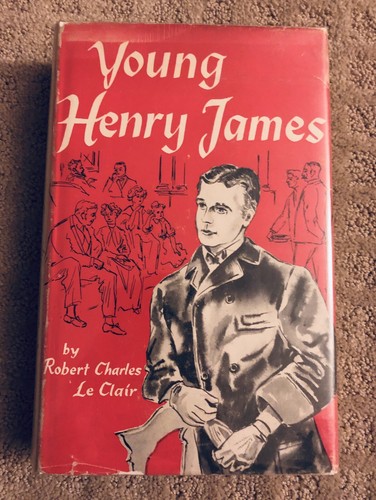 Young
Henry James
by
Robert Charles
Le Clair